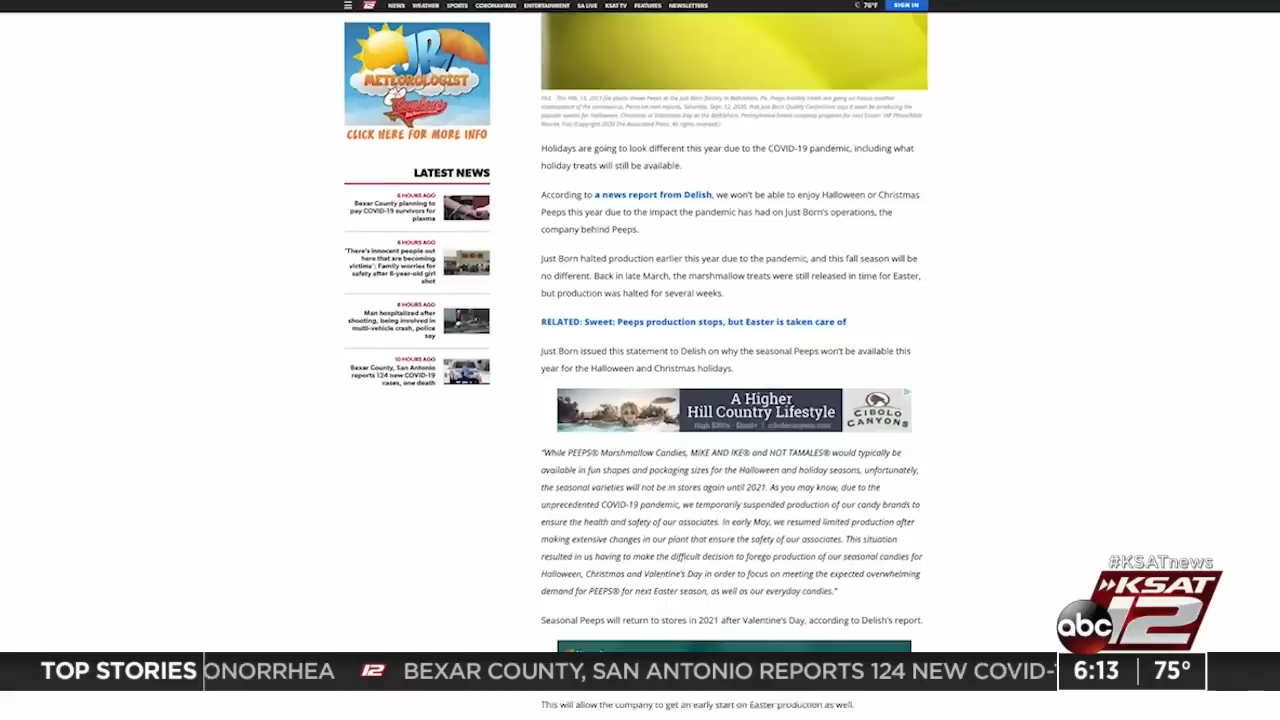 NEWS WEATHER SPORTS CORONAVIRUS ENTERTAINMENT SA LIVE KSAT TV FEATURES NEWSLETTERS
76°F
SIGN IN
JR
METEOROLOGIST
CLICK HERE FOR MORE INFO
LATEST NEWS
6 HOURS AGO
Bexar County planning to
pay COVID-19 survivors for
plasma
6 HOURS AGO
'There's innocent people out
here that are becoming
victims': Family worries for
safety after 8-year-old girl
shot
8 HOURS AGO
Man hospitalized after
shooting, being involved in
multi-vehicle crash, police
say
10 HOURS AGO
Bexar County, San Antonio
reports 124 new COVID-19
cases, one death
Holidays are going to look different this year due to the COVID-19 pandemic, including what
holiday treats will still be available.
According to a news report from Delish, we won't be able to enjoy Halloween or Christmas
Peeps this year due to the impact the pandemic has had on Just Born's operations, the
company behind Peeps.
Just Born halted production earlier this year due to the pandemic, and this fall season will be
no different. Back in late March, the marshmallow treats were still released in time for Easter,
but production was halted for several weeks.
RELATED: Sweet: Peeps production stops, but Easter is taken care of
Just Born issued this statement to Delish on why the seasonal Peeps won't be available this
year for the Halloween and Christmas holidays.
A Higher
Hill Country Lifestyle
CIBOLO
CANYONS
"While PEEPS® Marshmallow Candies, MIKE AND IKE® and HOT TAMALES® would typically be
available in fun shapes and packaging sizes for the Halloween and holiday seasons, unfortunately,
the seasonal varieties will not be in stores again until 2021. As you may know, due to the
unprecedented COVID-19 pandemic, we temporarily suspended production of our candy brands to
ensure the health and safety of our associates. In early May, we resumed limited production after
making extensive changes in our plant that ensure the safety of our associates. This situation
resulted in us having to make the difficult decision to forego production of our seasonal candies for
Halloween, Christmas and Valentine's Day in order to focus on meeting the expected overwhelming
demand for PEEPS® for next Easter season, as well as our everyday candies."
Seasonal Peeps will return to stores in 2021 after Valentine's Day, according to Delish's report.
#KSATnews
KSAT
abc 12
TOP STORIES ONORRHEA 12 BEXAR COUNTY, SAN ANTONIO REPORTS 124 NEW COVID- 6:13 75°
This will allow the company to get an early start on Easter production as well.